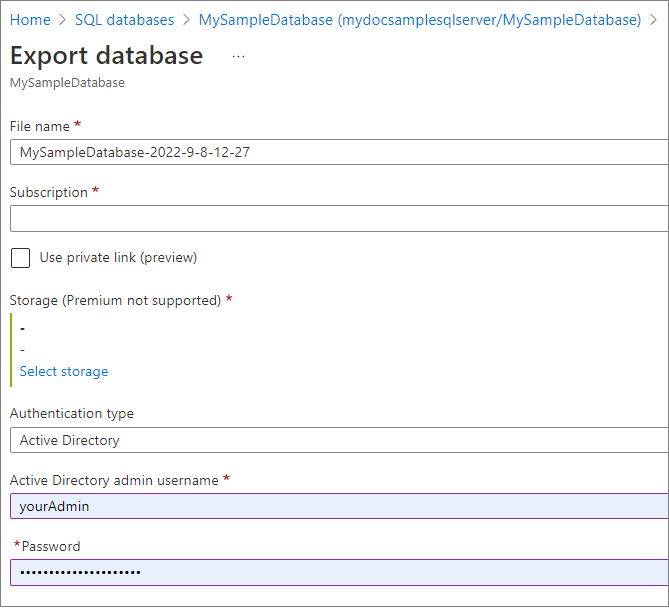 Home > SQL databases > MySampleDatabase (mydocsamplesqlserver/MySampleDatabase) >
Export database ...
MySampleDatabase
File name *
MySampleDatabase-2022-9-8-12-27
Subscription *
Use private link (preview)
Storage (Premium not supported) *
-
-
Select storage
Authentication type
Active Directory
Active Directory admin username *
yourAdmin
*Password
•••••••••••••••••••••